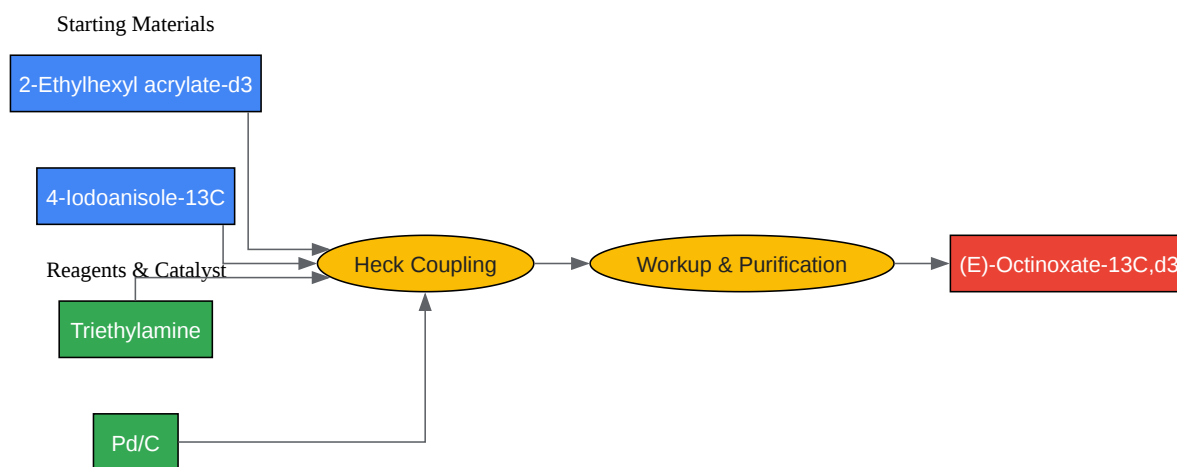 Starting Materials
2-Ethylhexyl acrylate-d3
4-Iodoanisole-13C
Reagents & Catalyst
Triethylamine
Pd/C
Heck Coupling
Workup & Purification
(E)-Octinoxate-13C,d3